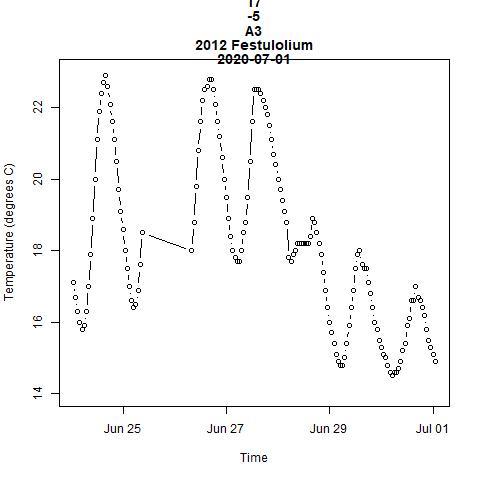 17
-5
A3
2012 Festulolium
2020-07-01
Temperature (degrees C)
22
20
18
16
14
Jun 25
Jun 27
Jun 29
Jul 01
Time